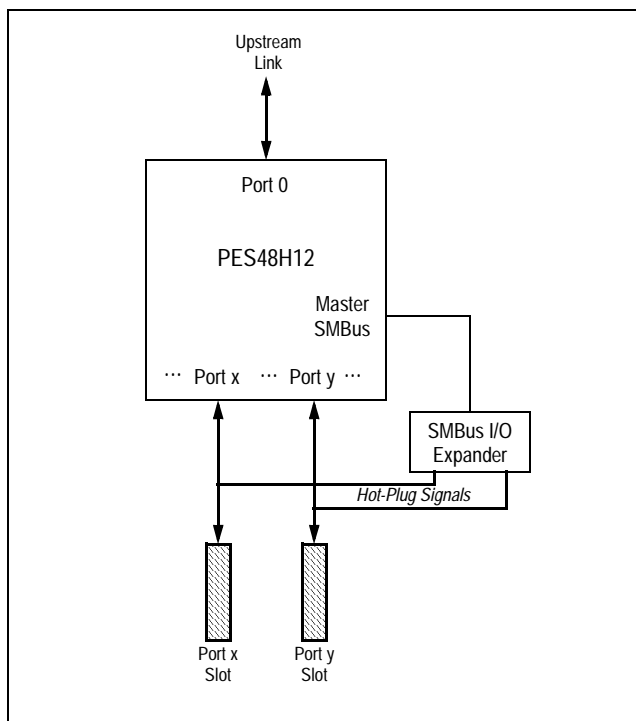 Upstream
Link
Port 0
PES48H12
Master
SMBus
··· Port x ··· Port y ···
SMBus I/O
Expander
Hot-Plug Signals
Port x
Slot
Port y
Slot